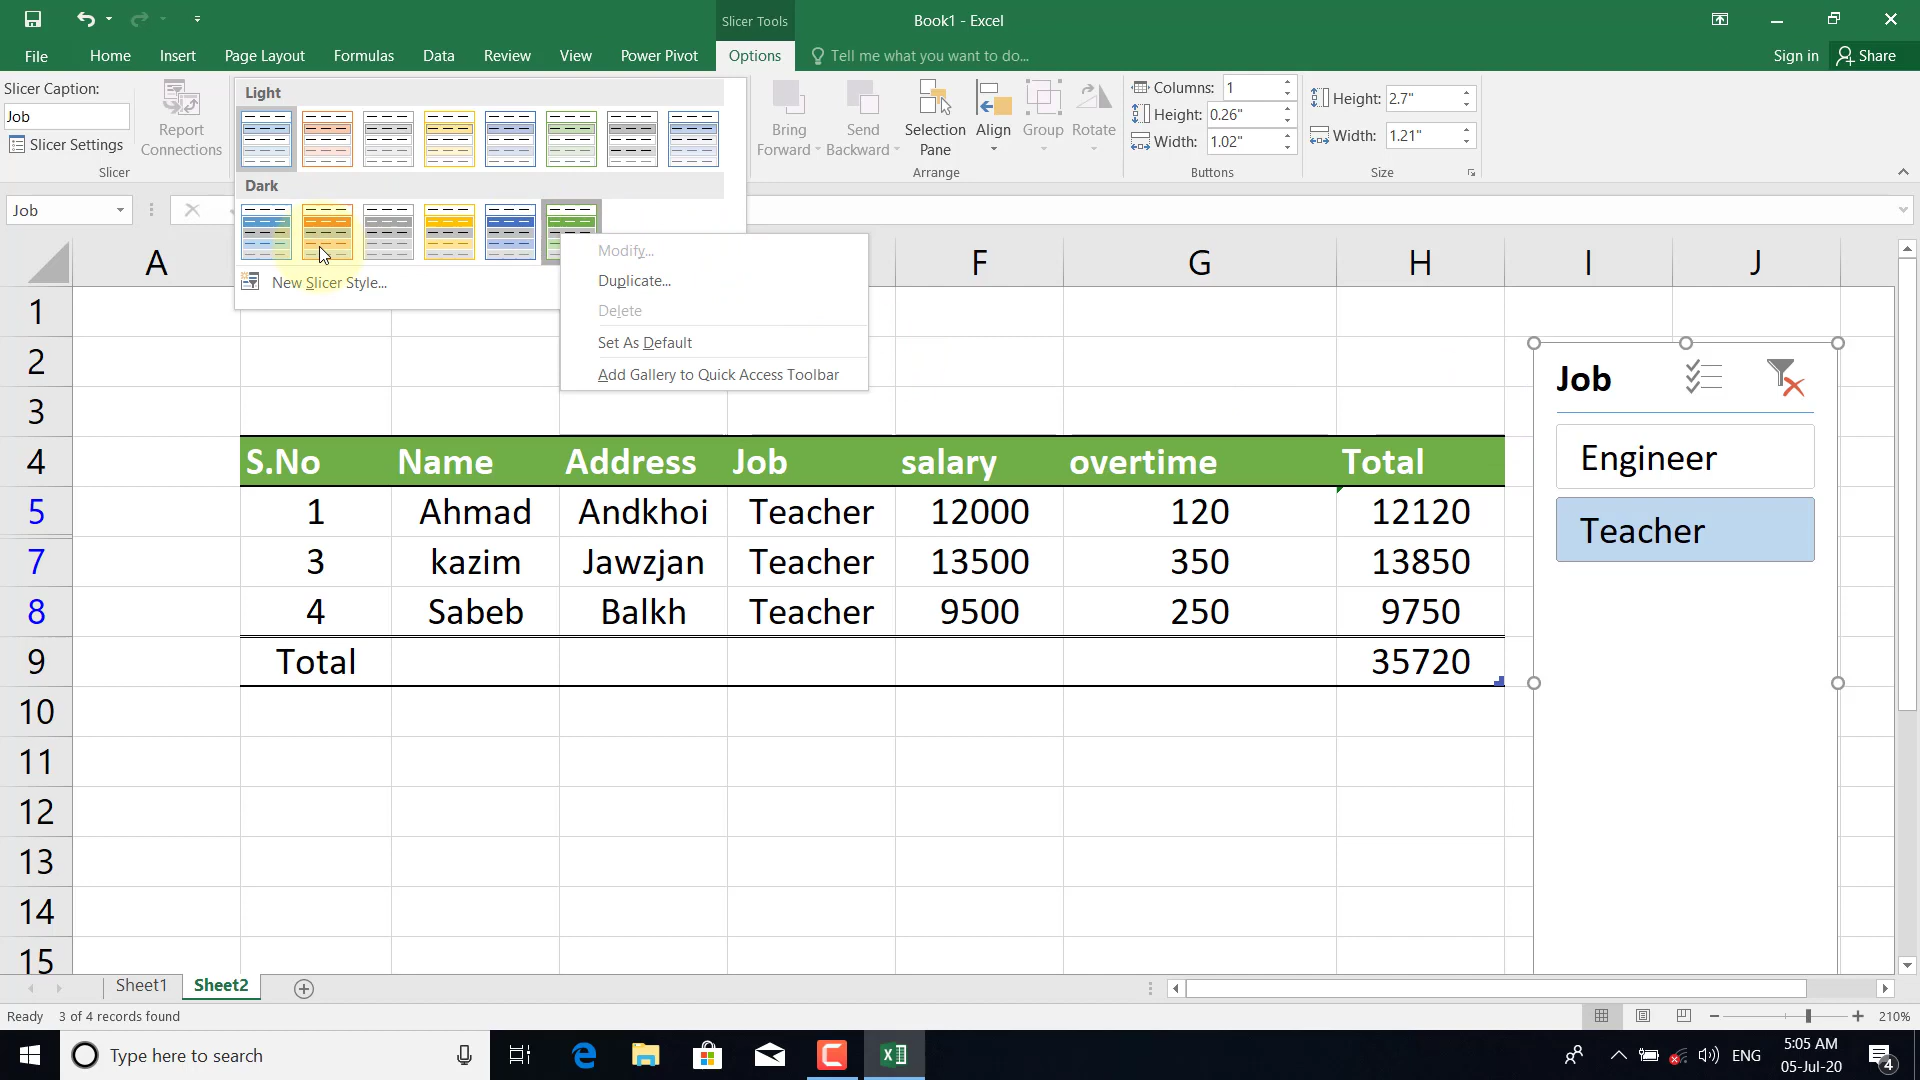 Slicer Tools
Book1 - Excel
File Home Insert Page Layout Formulas Data Review View Power Pivot Options Tell me what you want to do... Sign in Share
Slicer Caption:
Job
Slicer Settings
Report
Connections
Slicer
Light
Dark
New Slicer Style...
Bring
Forward
Send
Backward
Selection
Pane
Align
Group
Rotate
Arrange
Columns: 1
Height: 0.26"
Width: 1.02"
Buttons
Height: 2.7"
Width: 1.21"
Size
Job
Modify...
Duplicate...
Delete
Set As Default
Add Gallery to Quick Access Toolbar
A F G H I J
1
2
3
4 S.No Name Address Job salary overtime Total
5 1 Ahmad Andkhoi Teacher 12000 120 12120
7 3 kazim Jawzjan Teacher 13500 350 13850
8 4 Sabeb Balkh Teacher 9500 250 9750
9 Total 35720
10
11
12
13
14
15
Job
Engineer
Teacher
Sheet1 Sheet2
Ready 3 of 4 records found
210%
Type here to search
ENG
5:05 AM
05-Jul-20
4